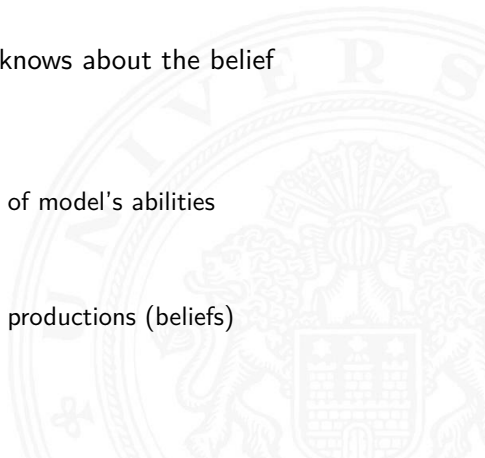 knows about the belief
of model's abilities
productions (beliefs)
U N I V E R S